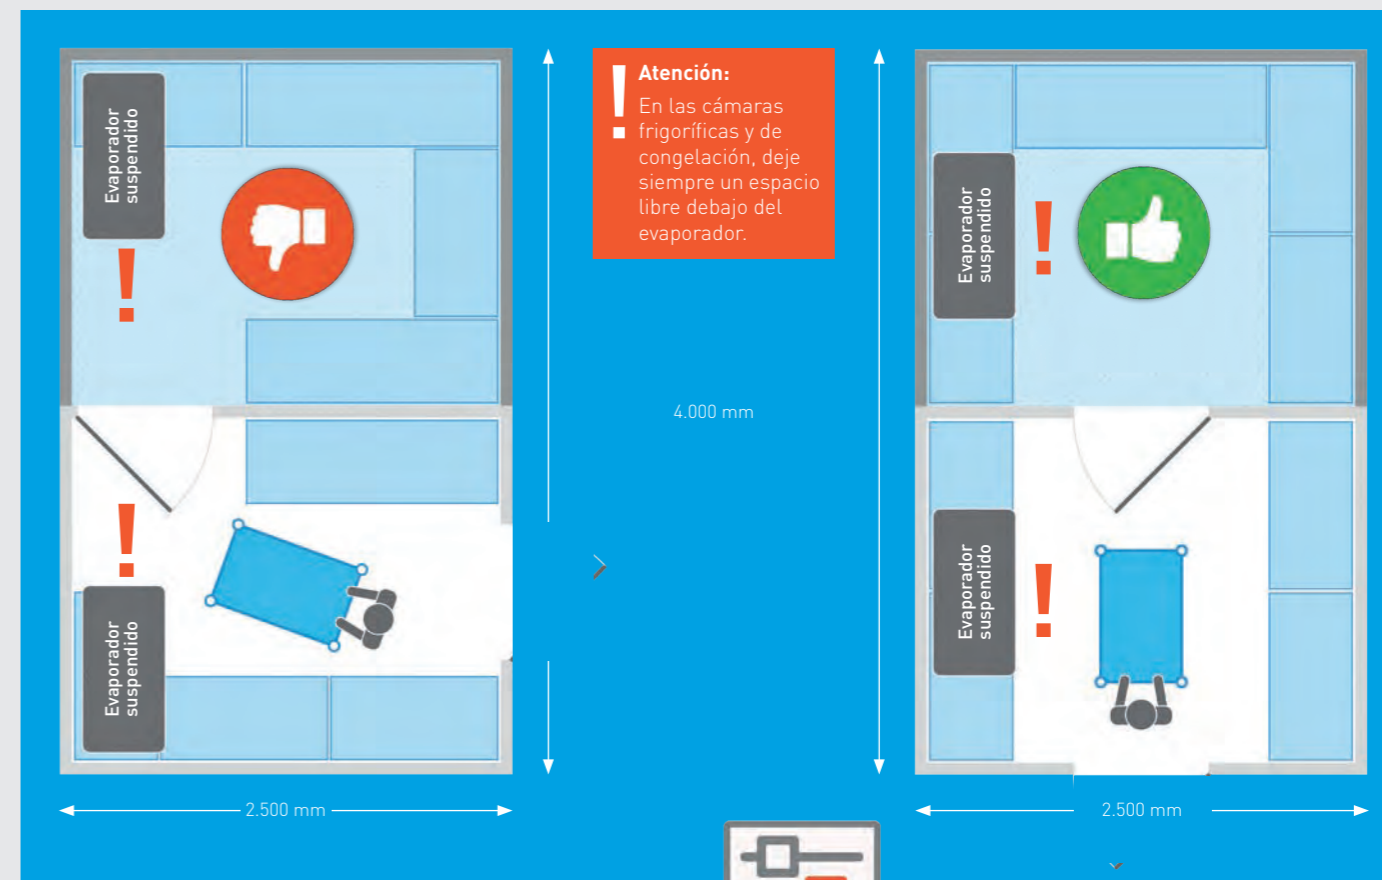 Evaporador
suspendido
Evaporador
suspendido
2.500 mm
!
Atención:
En las cámaras
frigoríficas y de
congelación, deje
siempre un espacio
libre debajo del
evaporador.
4.000 mm
Evaporador
suspendido
!
Evaporador
suspendido
!
2.500 mm